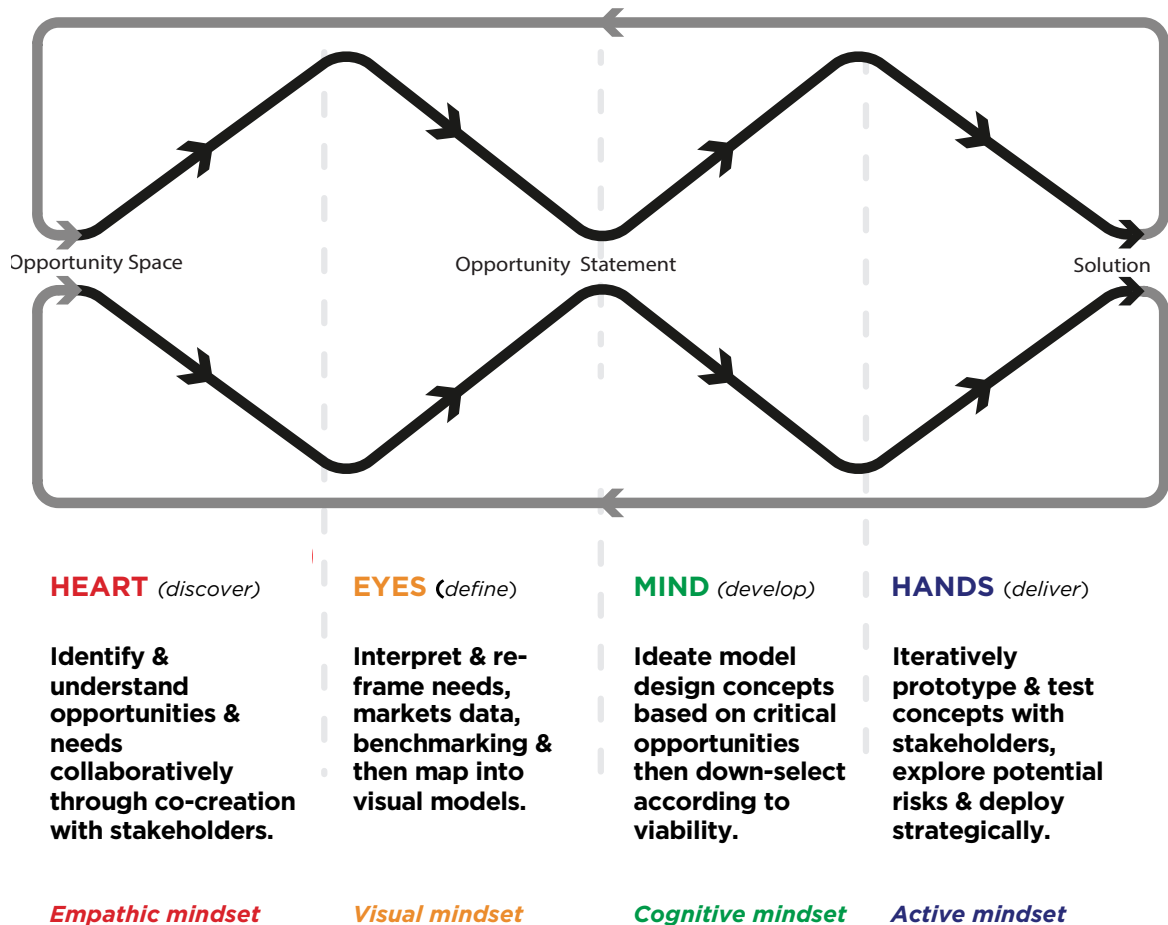 Opportunity Space
Opportunity Statement
Solution
HEART (discover)
Identify &
understand
opportunities &
needs
collaboratively
through co-creation
with stakeholders.
Empathic mindset
EYES (define)
Interpret & re-
frame needs,
markets data,
benchmarking &
then map into
visual models.
Visual mindset
MIND (develop)
Ideate model
design concepts
based on critical
opportunities
then down-select
according to
viability.
Cognitive mindset
HANDS (deliver)
Iteratively
prototype & test
concepts with
stakeholders,
explore potential
risks & deploy
strategically.
Active mindset